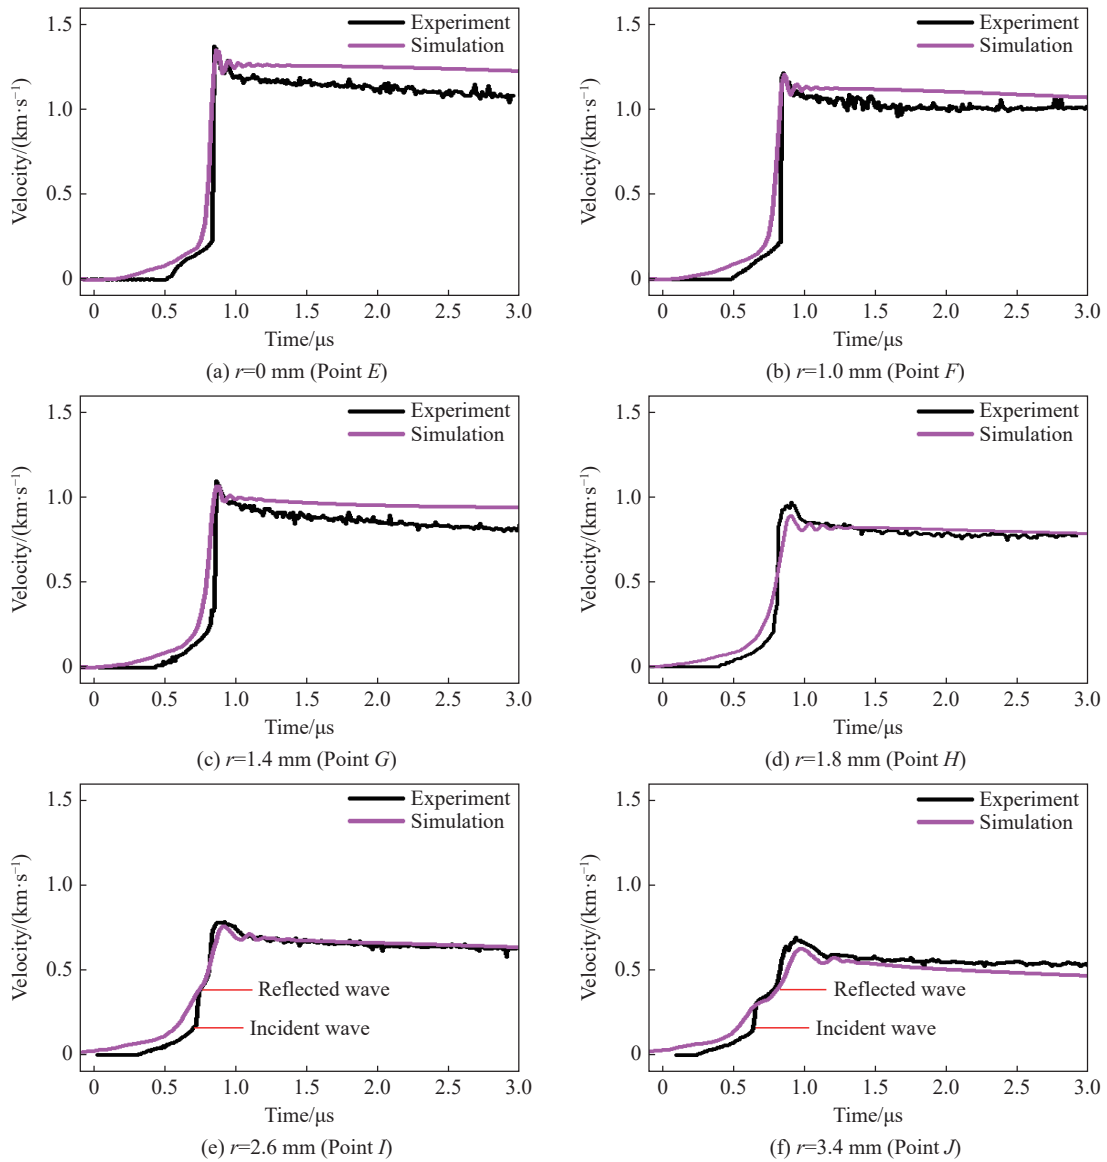 Experiment
Simulation
Velocity/(km·s⁻¹)
1.5
1.0
0.5
0
0 0.5 1.0 1.5 2.0 2.5 3.0
Time/μs
(a) r=0 mm (Point E)
Experiment
Simulation
Velocity/(km·s⁻¹)
1.5
1.0
0.5
0
0 0.5 1.0 1.5 2.0 2.5 3.0
Time/μs
(b) r=1.0 mm (Point F)
Experiment
Simulation
Velocity/(km·s⁻¹)
1.5
1.0
0.5
0
0 0.5 1.0 1.5 2.0 2.5 3.0
Time/μs
(c) r=1.4 mm (Point G)
Experiment
Simulation
Velocity/(km·s⁻¹)
1.5
1.0
0.5
0
0 0.5 1.0 1.5 2.0 2.5 3.0
Time/μs
(d) r=1.8 mm (Point H)
Experiment
Simulation
Velocity/(km·s⁻¹)
1.5
1.0
0.5
0
Reflected wave
Incident wave
0 0.5 1.0 1.5 2.0 2.5 3.0
Time/μs
(e) r=2.6 mm (Point I)
Experiment
Simulation
Velocity/(km·s⁻¹)
1.5
1.0
0.5
0
Reflected wave
Incident wave
0 0.5 1.0 1.5 2.0 2.5 3.0
Time/μs
(f) r=3.4 mm (Point J)